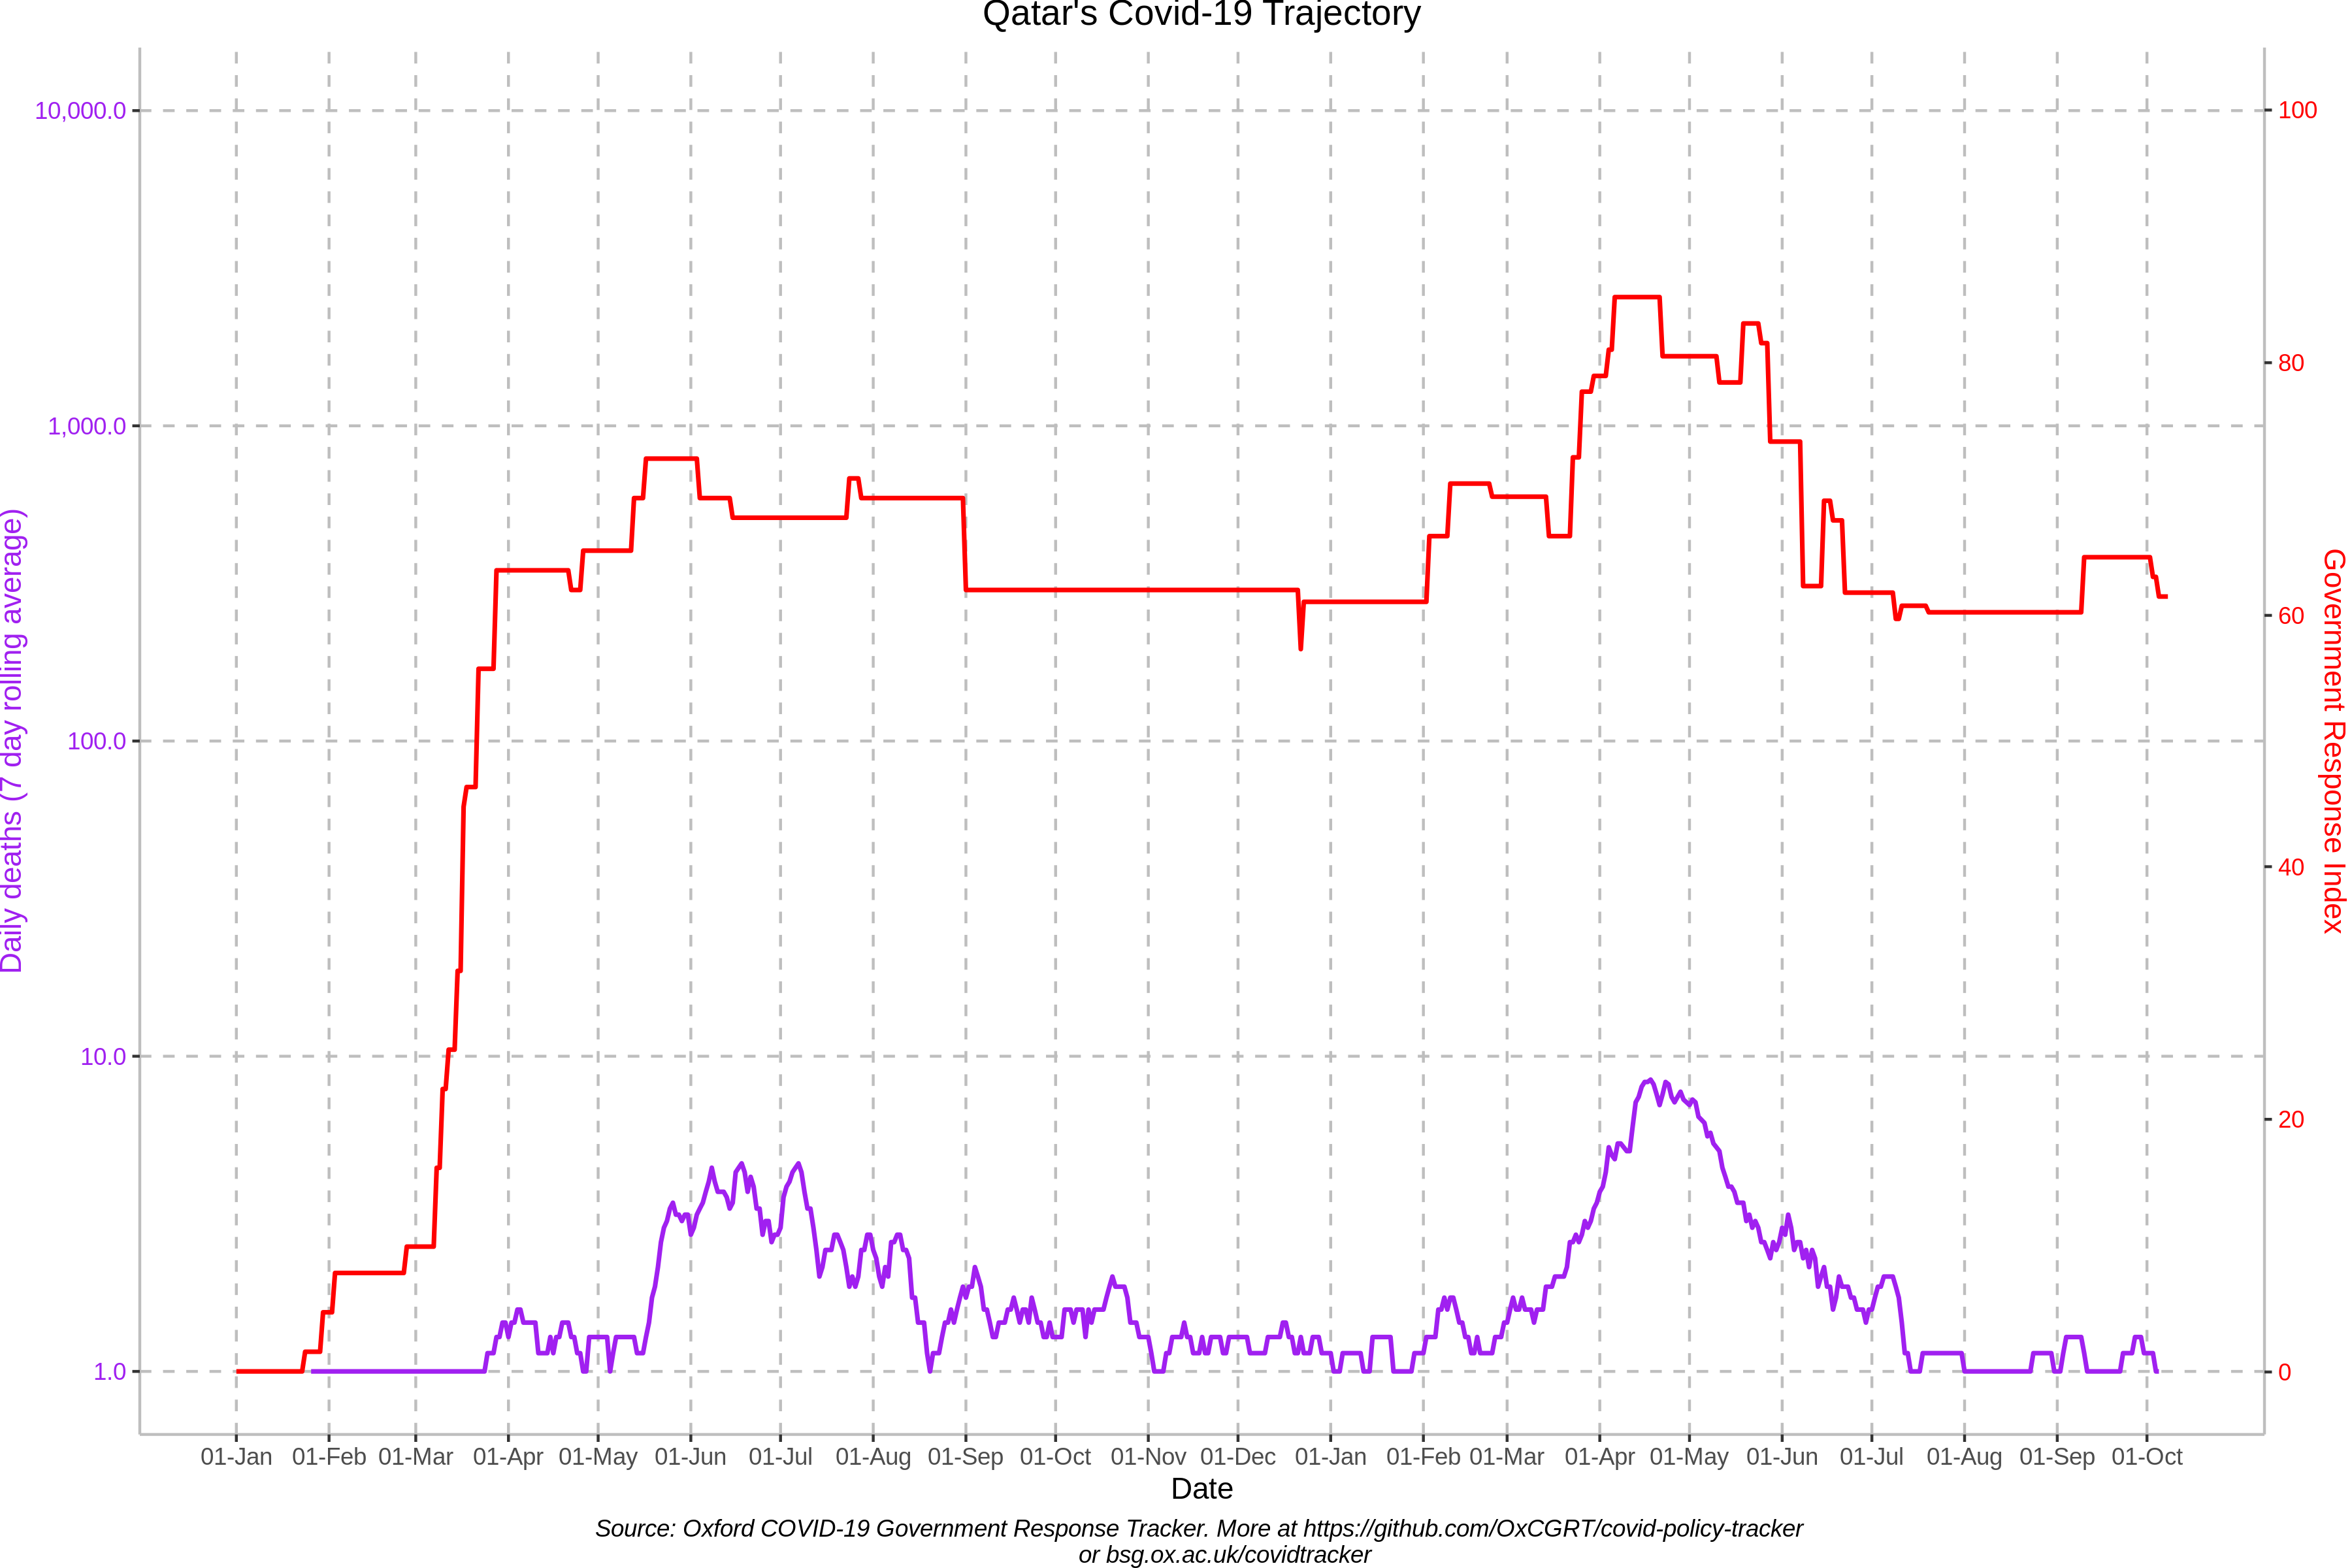 Qatar's Covid-19 Trajectory
10,000.0
1,000.0
100.0
10.0
1.0
Daily deaths (7 day rolling average)
100
80
60
40
20
0
Government Response Index
01-Jan 01-Feb 01-Mar 01-Apr 01-May 01-Jun 01-Jul 01-Aug 01-Sep 01-Oct 01-Nov 01-Dec 01-Jan 01-Feb 01-Mar 01-Apr 01-May 01-Jun 01-Jul 01-Aug 01-Sep 01-Oct
Date
Source: Oxford COVID-19 Government Response Tracker. More at https://github.com/OxCGRT/covid-policy-tracker
or bsg.ox.ac.uk/covidtracker